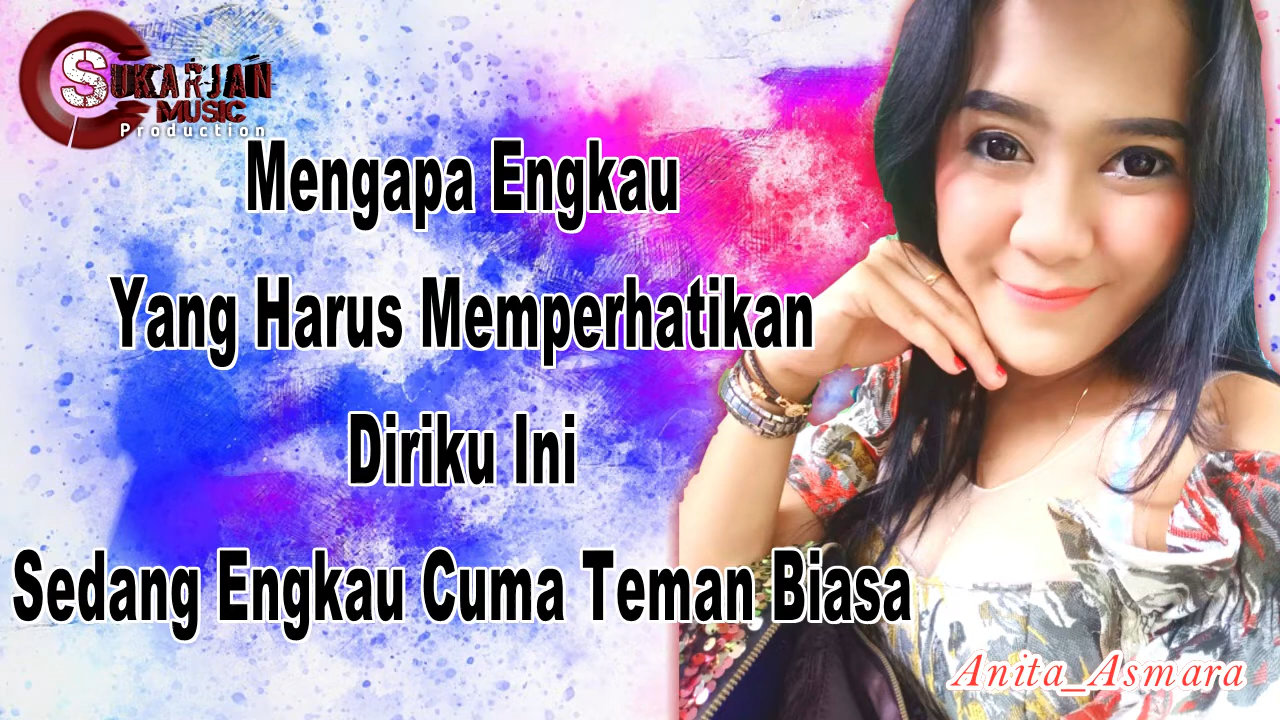 SUKARJAN
MUSIC
Production
Mengapa Engkau
Yang Harus Memperhatikan
Diriku Ini
Sedang Engkau Cuma Teman Biasa
Anita_Asmara